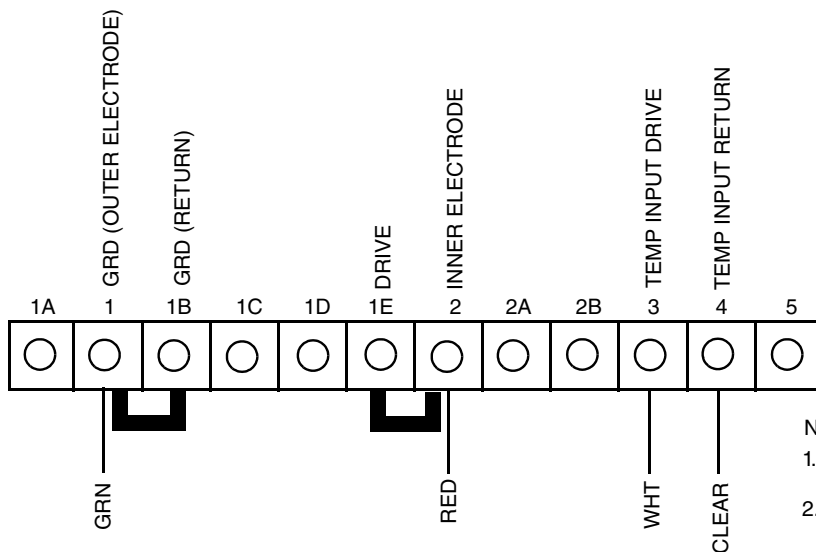 GRD (OUTER ELECTRODE)
GRD (RETURN)
DRIVE
INNER ELECTRODE
TEMP INPUT DRIVE
TEMP INPUT RETURN
1A 1 1B 1C 1D 1E 2 2A 2B 3 4 5
GRN
RED
WHT
CLEAR
N
1.
2.